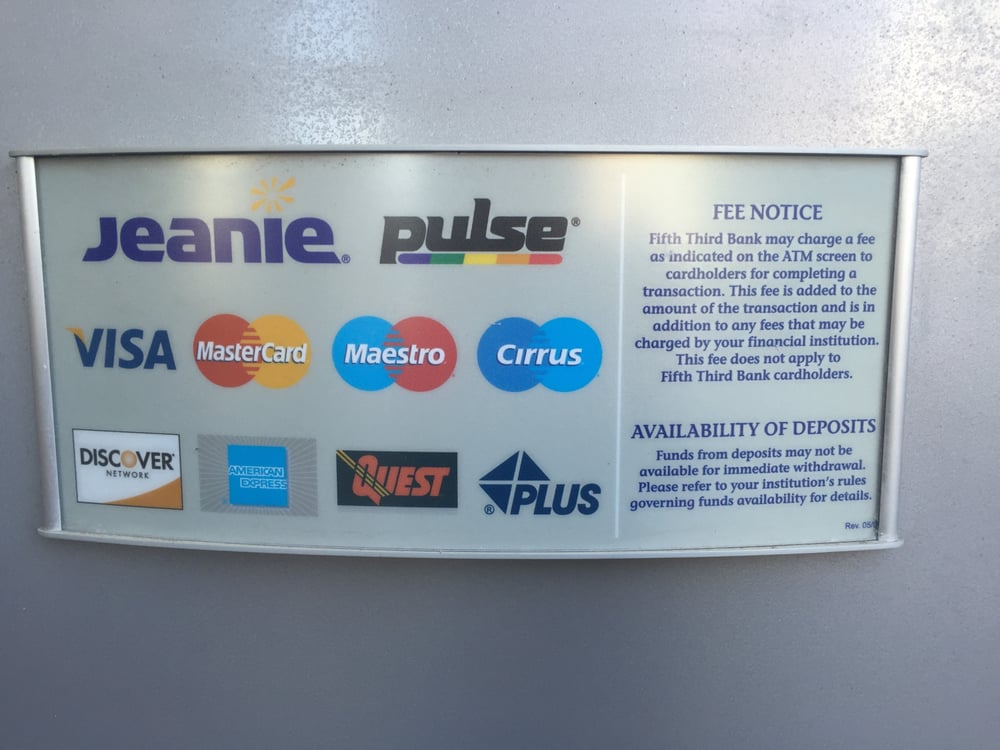 Jeanie®
pulse®
VISA
MasterCard
Maestro
Cirrus
DISCOVER®
NETWORK
AMERICAN
EXPRESS
QUEST
®PLUS
FEE NOTICE
Fifth Third Bank may charge a fee
as indicated on the ATM screen to
cardholders for completing a
transaction. This fee is added to the
amount of the transaction and is in
addition to any fees that may be
charged by your financial institution.
This fee does not apply to
Fifth Third Bank cardholders.
AVAILABILITY OF DEPOSITS
Funds from deposits may not be
available for immediate withdrawal.
Please refer to your institution's rules
governing funds availability for details.
Rev.